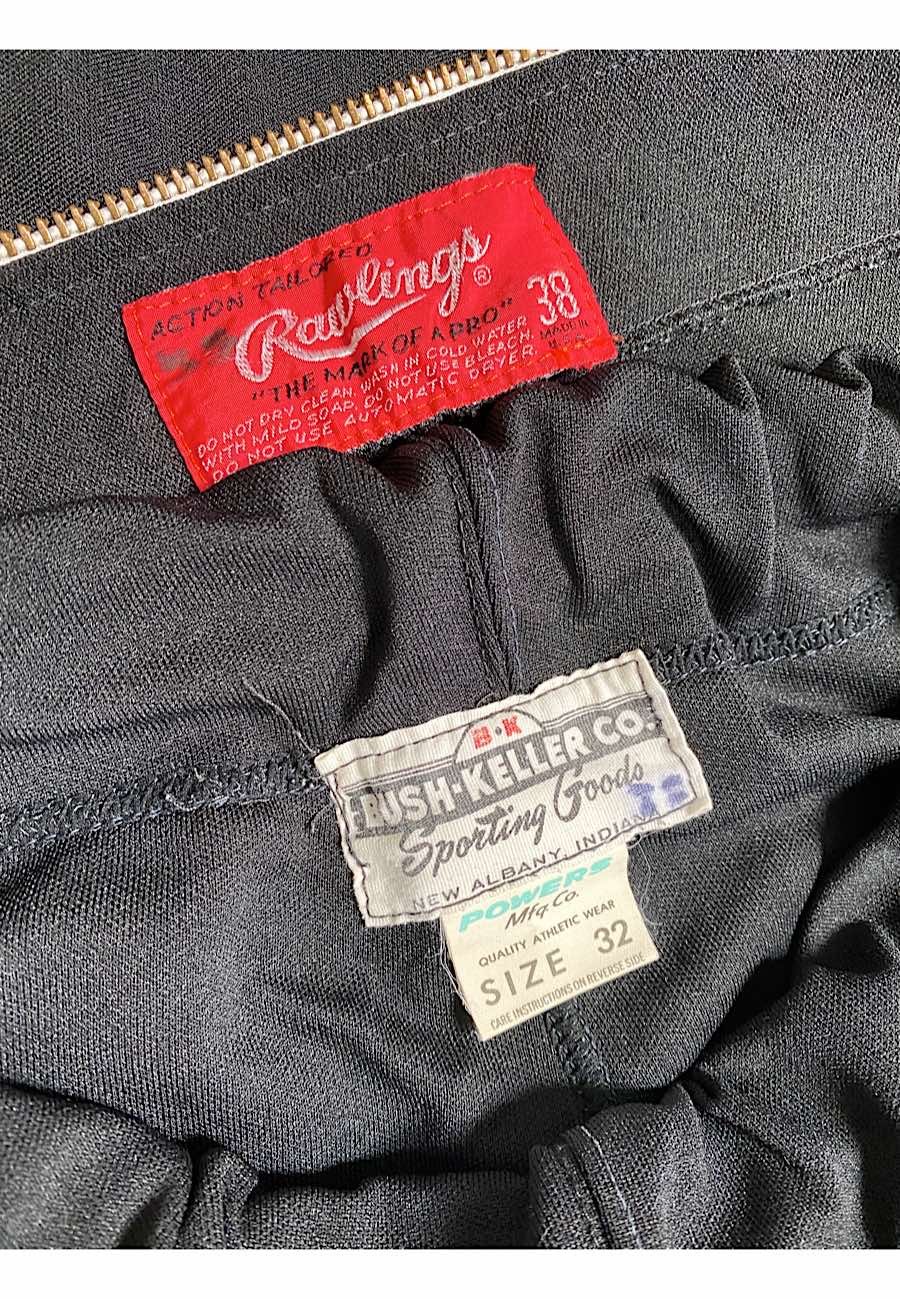 ACTION TAILORED
Rawlings®
38
"THE MARK OF A PRO"
MADE IN
U.S.A.
DO NOT DRY CLEAN. WASH IN COLD WATER
WITH MILD SOAP. DO NOT USE BLEACH.
DO NOT USE AUTOMATIC DRYER.
B·K
BUSH-KELLER CO.
Sporting Goods
NEW ALBANY, INDIANA
POWERS
Mfg. Co.
QUALITY ATHLETIC WEAR
SIZE 32
CARE INSTRUCTIONS ON REVERSE SIDE